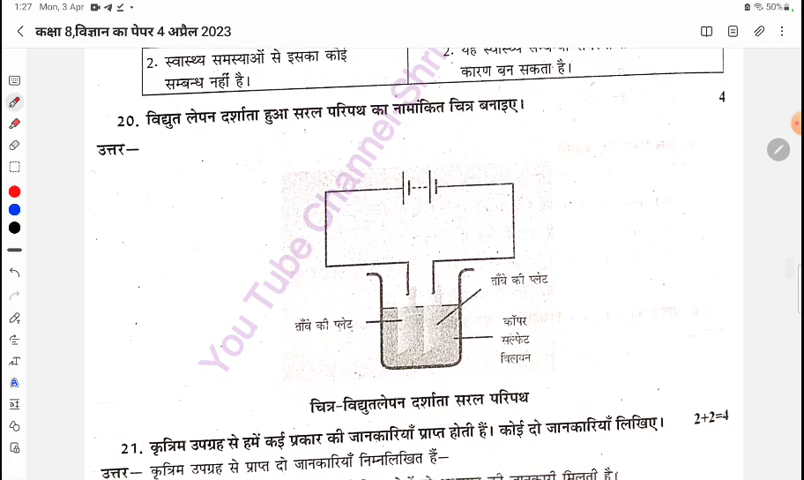 1:27 Mon, 3 Apr
50%
कक्षा 8,विज्ञान का पेपर 4 अप्रैल 2023
2. स्वास्थ्य समस्याओं से इसका कोई
सम्बन्ध नहीं है।
2. यह स्वास्थ्य
कारण बन सकता है।
20. विद्युत लेपन दर्शाता हुआ सरल परिपथ का नामांकित चित्र बनाइए। 4
उत्तर—
ताँबे की प्लेट
ताँबे की प्लेट
कॉपर
सल्फेट
विलयन
चित्र-विद्युतलेपन दर्शाता सरल परिपथ
21. कृत्रिम उपग्रह से हमें कई प्रकार की जानकारियाँ प्राप्त होती हैं। कोई दो जानकारियाँ लिखिए। 2+2=4
उत्तर— कृत्रिम उपग्रह से प्राप्त दो जानकारियाँ निम्नलिखित हैं—
You Tube Channel Shri